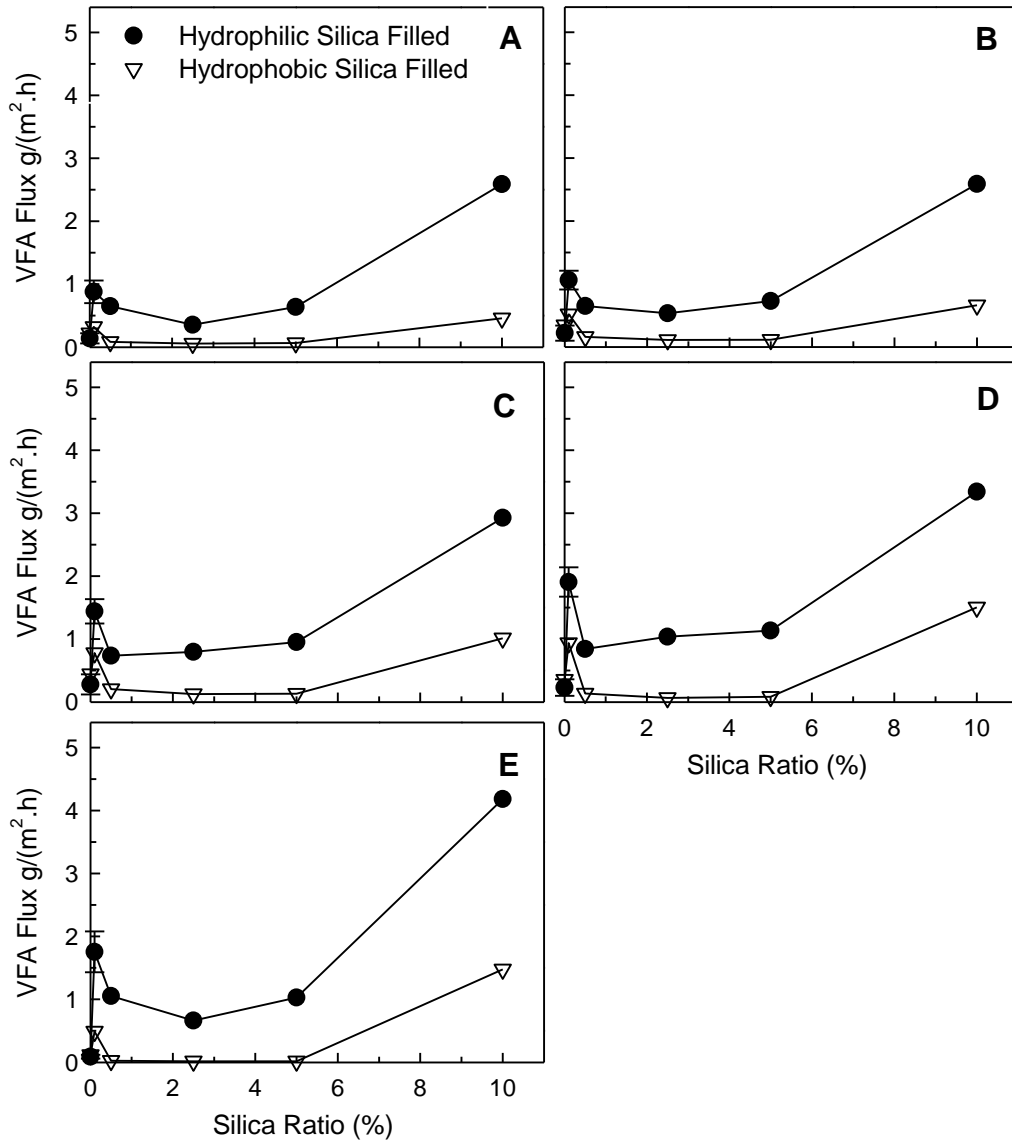 A
Hydrophilic Silica Filled
Hydrophobic Silica Filled
VFA Flux g/(m².h)
5
4
3
2
1
0
B
C
VFA Flux g/(m².h)
5
4
3
2
1
0
D
0 2 4 6 8 10
Silica Ratio (%)
E
VFA Flux g/(m².h)
5
4
3
2
1
0
0 2 4 6 8 10
Silica Ratio (%)